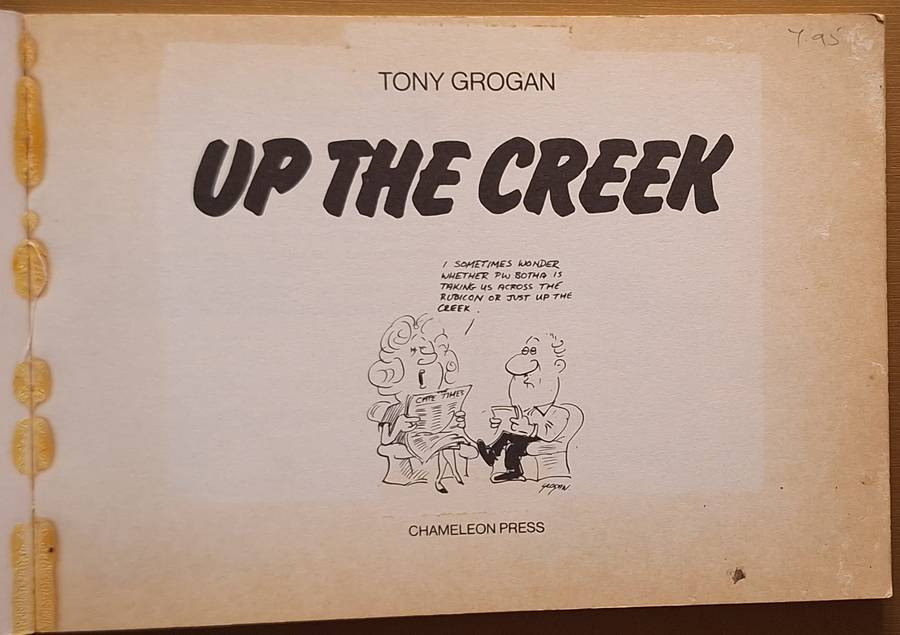 7.95
TONY GROGAN
UP THE CREEK
I SOMETIMES WONDER
WHETHER PW BOTHA IS
TAKING US ACROSS THE
RUBICON OR JUST UP THE
CREEK.
CAPE TIMES
GROGAN
CHAMELEON PRESS